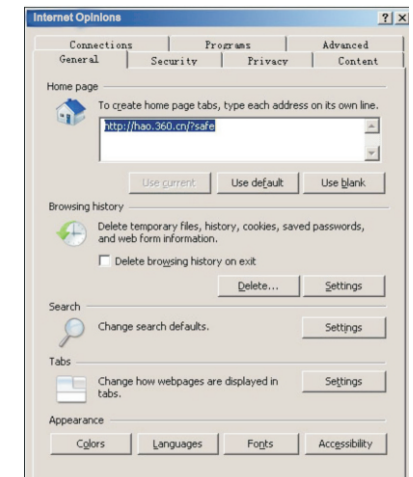 Internet Opinions
Connections Programs Advanced
General Security Privacy Content
Home page
To create home page tabs, type each address on its own line.
http://hao.360.cn/?safe
Use current Use default Use blank
Browsing history
Delete temporary files, history, cookies, saved passwords,
and web form information.
Delete browsing history on exit
Delete... Settings
Search
Change search defaults. Settings
Tabs
Change how webpages are displayed in Settings
tabs.
Appearance
Colors Languages Fonts Accessibility